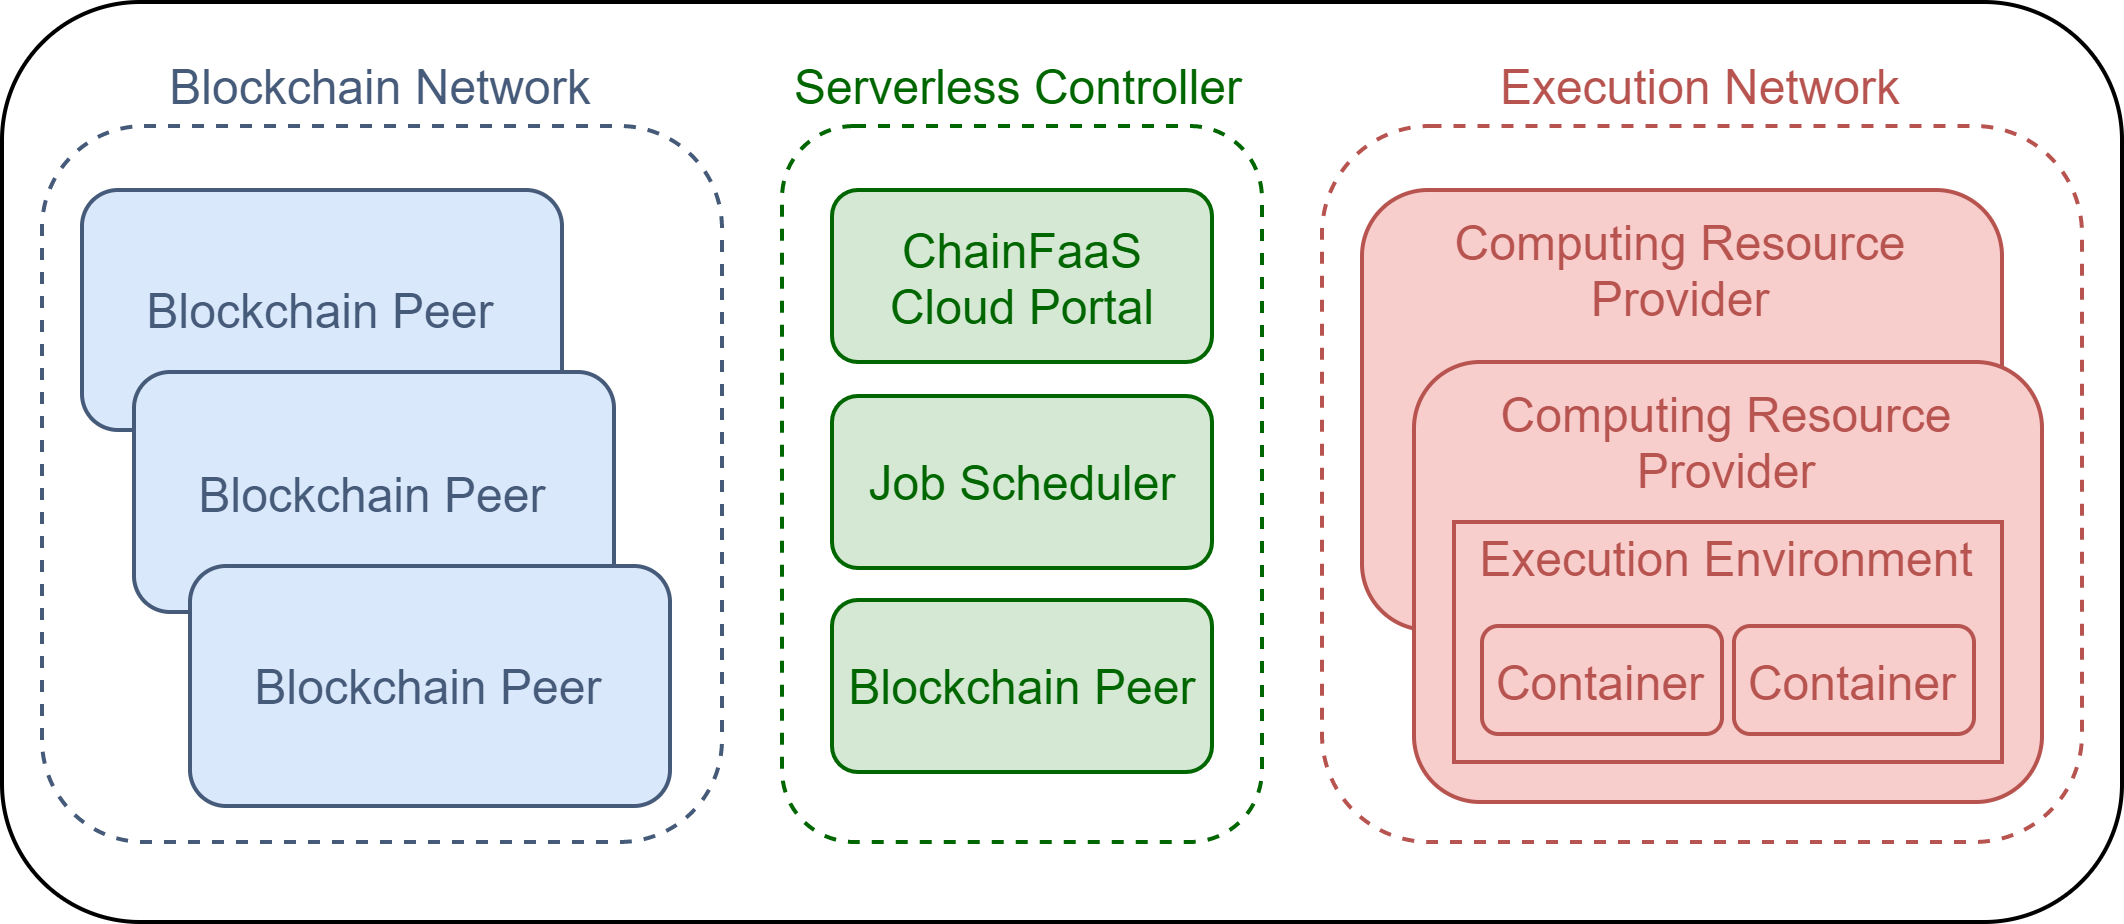 Blockchain Network
Blockchain Peer
Blockchain Peer
Blockchain Peer
Serverless Controller
ChainFaaS
Cloud Portal
Job Scheduler
Blockchain Peer
Execution Network
Computing Resource
Provider
Computing Resource
Provider
Execution Environment
Container
Container